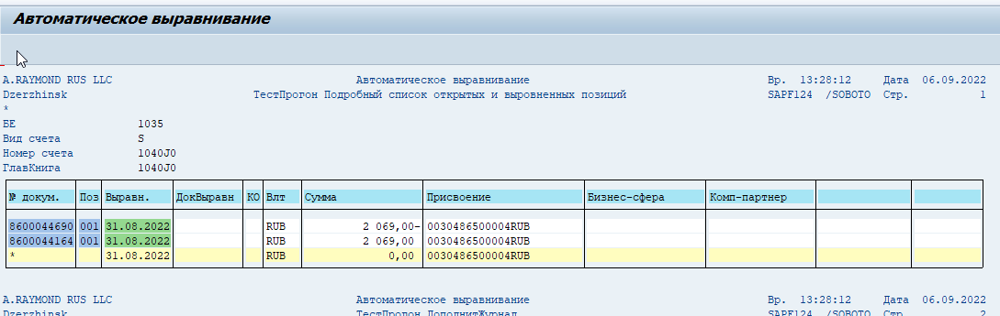 Автоматическое выравнивание
A.RAYMOND RUS LLC Автоматическое выравнивание Вр. 13:28:12 Дата 06.09.2022
Dzerzhinsk ТестПрогон Подробный список открытых и выровненных позиций SAPF124 /SOBOTO Стр. 1
*
БЕ 1035
Вид счета S
Номер счета 1040J0
ГлавКнига 1040J0
№ докум. Поз Выравн. ДокВыравн КО Влт Сумма Присвоение Бизнес-сфера Комп-партнер
8600044690 001 31.08.2022 RUB 2 069,00- 0030486500004RUB
8600044164 001 31.08.2022 RUB 2 069,00 0030486500004RUB
* 31.08.2022 RUB 0,00 0030486500004RUB
A.RAYMOND RUS LLC Автоматическое выравнивание Вр. 13:28:12 Дата 06.09.2022
Dzerzhinsk ТестПрогон ДополнитЖурнал SAPF124 /SOBOTO Стр. 2